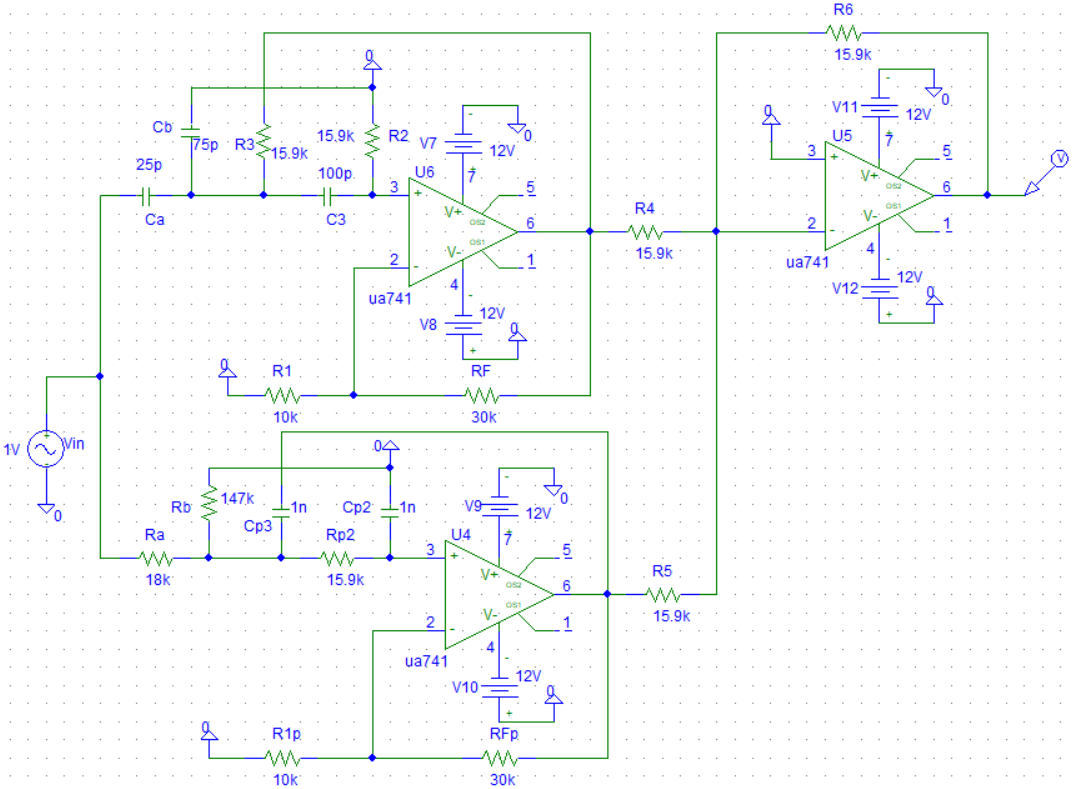 R6
15.9k
0
0
Cb
75p
R3
15.9k
15.9k
R2
V7
-
12V
+
0
25p
Ca
100p
C3
U6
3
+
2
-
7
V+
OS2
5
6
OS1
1
V-
4
ua741
-
V8
12V
+
0
R4
15.9k
0
V11
-
12V
+
0
U5
3
+
2
-
7
V+
OS2
5
6
OS1
1
V-
4
ua741
-
V12
12V
+
0
V
0
R1
10k
RF
30k
1V
+
Vin
-
0
0
Rb
147k
Cp3
1n
Cp2
1n
Ra
18k
Rp2
15.9k
V9
-
12V
+
0
U4
3
+
2
-
7
V+
OS2
5
6
OS1
1
V-
4
ua741
-
V10
12V
+
0
R5
15.9k
0
R1p
10k
RFp
30k